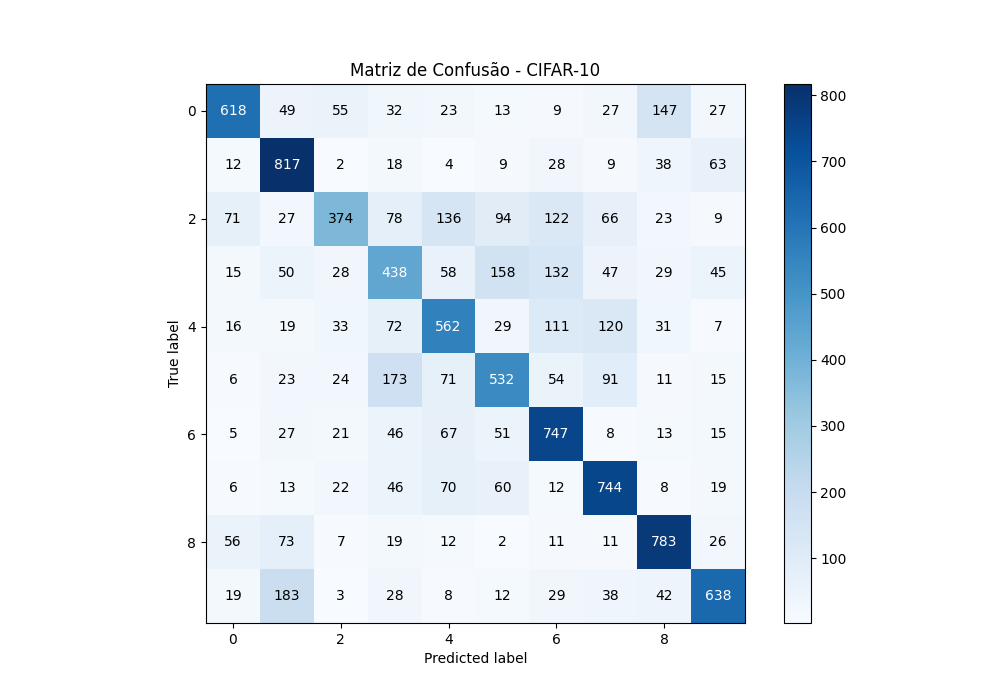 Matriz de Confusão - CIFAR-10
0 618 49 55 32 23 13 9 27 147 27
12 817 2 18 4 9 28 9 38 63
2 71 27 374 78 136 94 122 66 23 9
15 50 28 438 58 158 132 47 29 45
4 16 19 33 72 562 29 111 120 31 7
6 23 24 173 71 532 54 91 11 15
6 5 27 21 46 67 51 747 8 13 15
6 13 22 46 70 60 12 744 8 19
8 56 73 7 19 12 2 11 11 783 26
19 183 3 28 8 12 29 38 42 638
0 2 4 6 8
Predicted label
True label
800
700
600
500
400
300
200
100